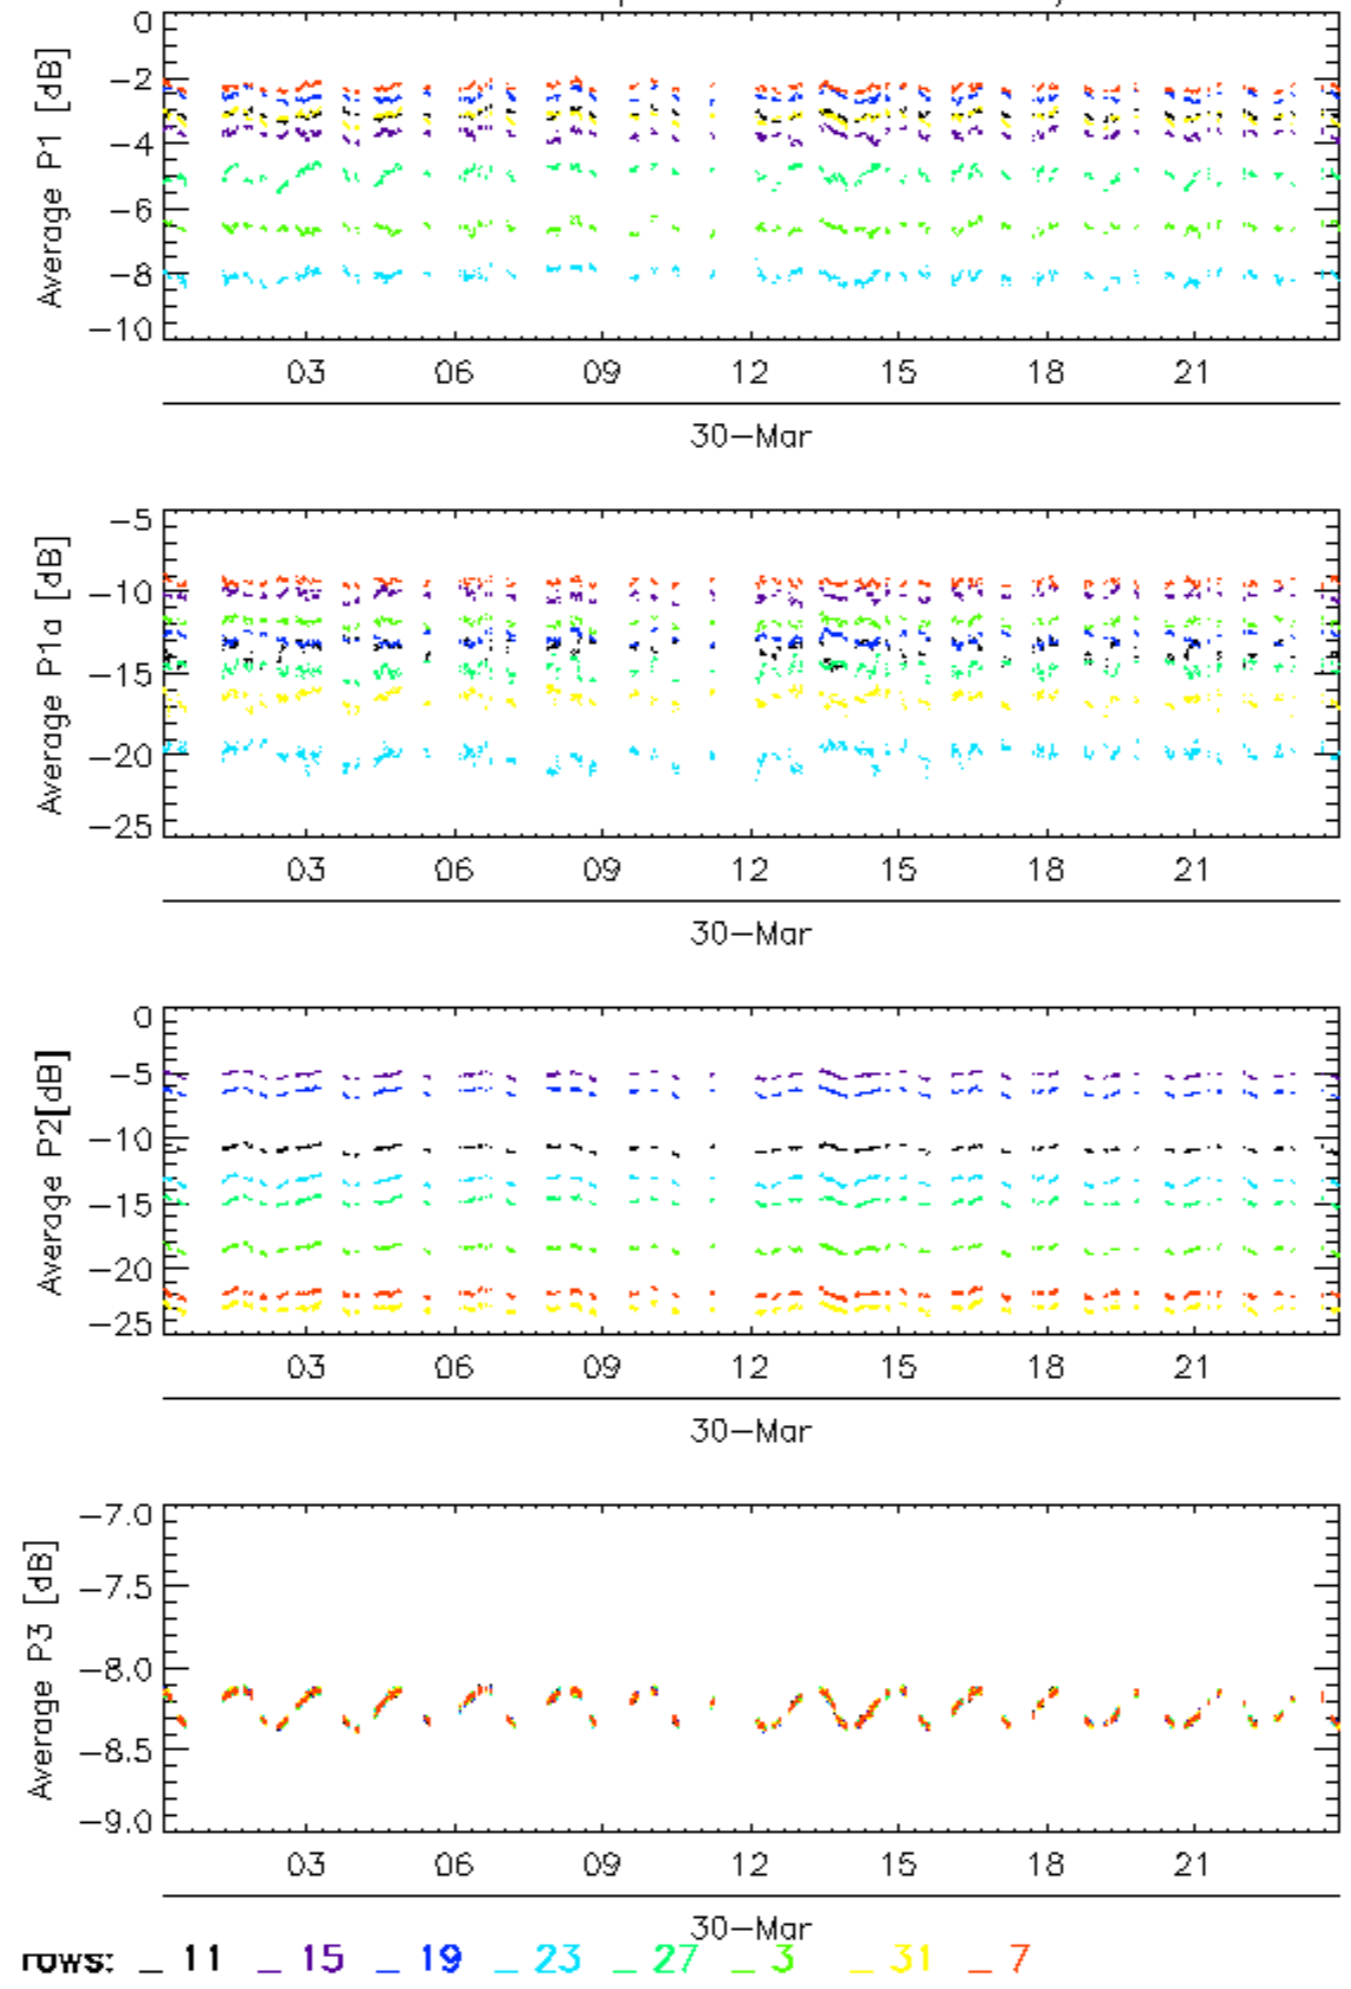 Average P1 [dB]
0
−2
−4
−6
−8
−10
03 06 09 12 15 18 21
30−Mar
Average P1a [dB]
−5
−10
−15
−20
−25
03 06 09 12 15 18 21
30−Mar
Average P2[dB]
0
−5
−10
−15
−20
−25
03 06 09 12 15 18 21
30−Mar
Average P3 [dB]
−7.0
−7.5
−8.0
−8.5
−9.0
03 06 09 12 15 18 21
30−Mar
rows: _ 11 _ 15 _ 19 _ 23 _ 27 _ 3 _ 31 _ 7